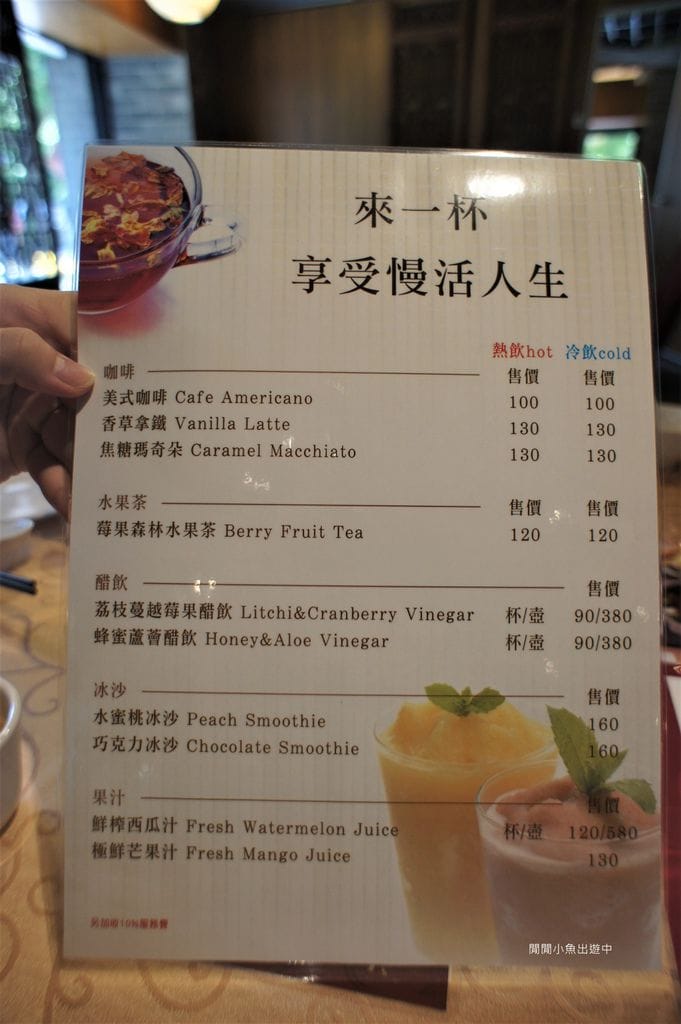 來一杯
享受慢活人生
熱飲hot 冷飲cold
咖啡 售價 售價
美式咖啡 Cafe Americano 100 100
香草拿鐵 Vanilla Latte 130 130
焦糖瑪奇朵 Caramel Macchiato 130 130
水果茶 售價 售價
莓果森林水果茶 Berry Fruit Tea 120 120
醋飲 售價
荔枝蔓越莓果醋飲 Litchi&Cranberry Vinegar 杯/壺 90/380
蜂蜜蘆薈醋飲 Honey&Aloe Vinegar 杯/壺 90/380
冰沙 售價
水蜜桃冰沙 Peach Smoothie 160
巧克力冰沙 Chocolate Smoothie 160
果汁 售價
鮮榨西瓜汁 Fresh Watermelon Juice 杯/壺 120/580
極鮮芒果汁 Fresh Mango Juice 130
另加收10%服務費
閒閒小魚出遊中